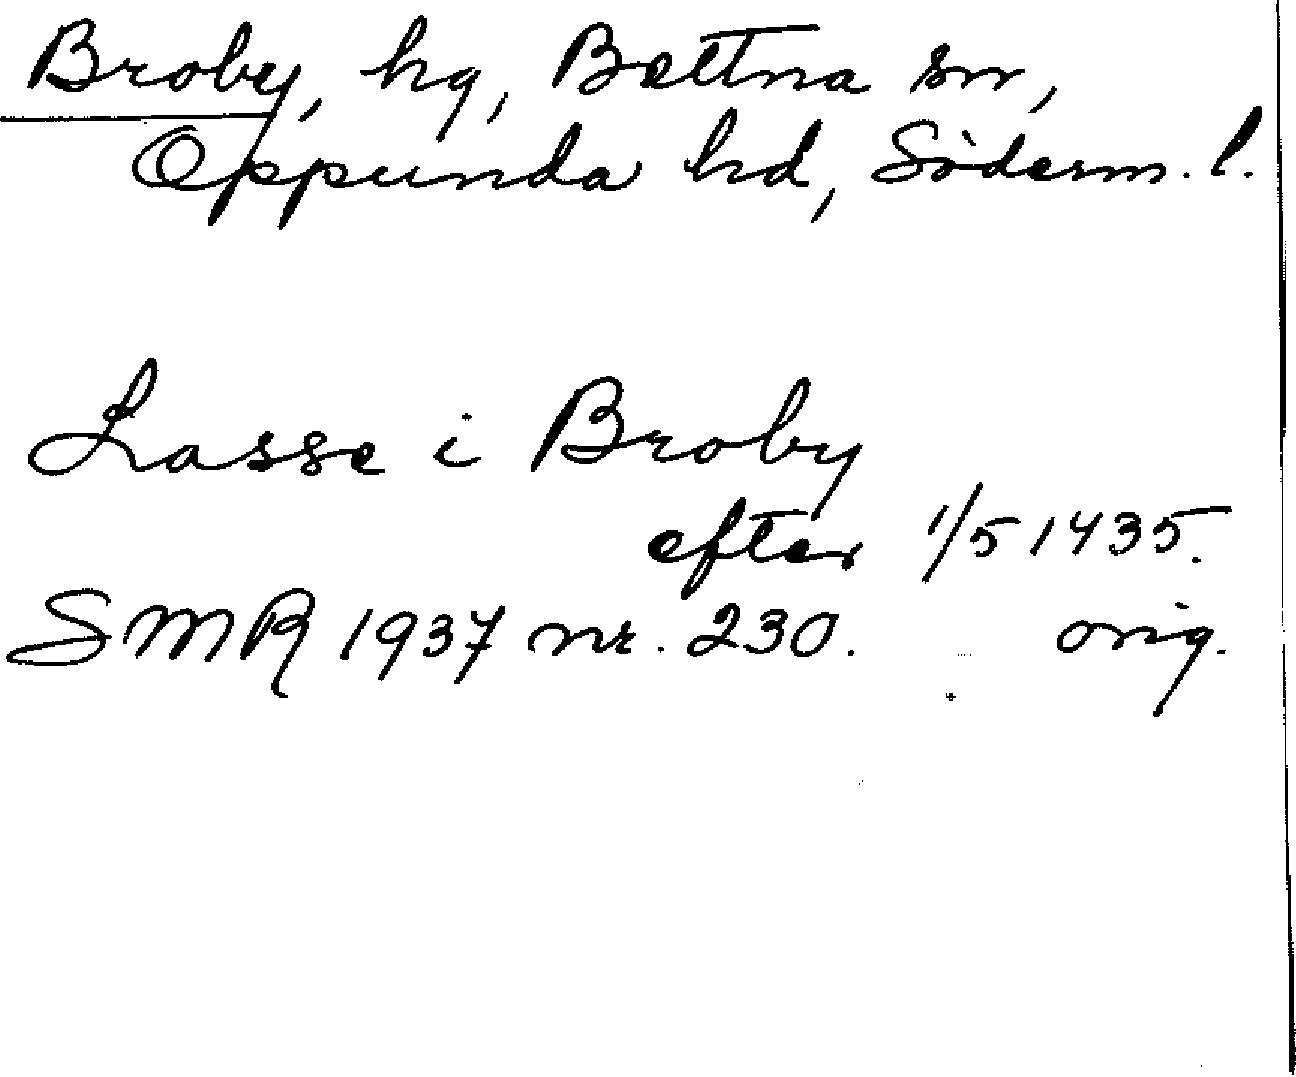 Broby, hg, Bettna sn,
Oppunda hd, Söderm. l.
Lasse i Broby
efter 1/5 1435.
SMR 1937 nr. 230. orig.